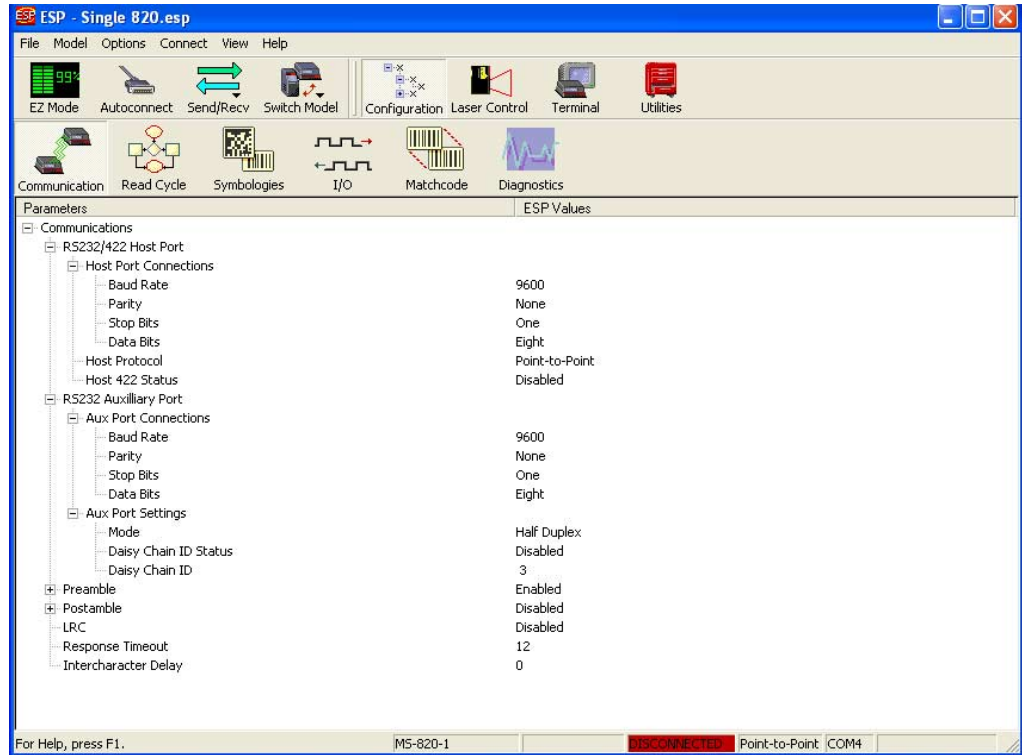 ESP - Single 820.esp
File Model Options Connect View Help
99%
EZ Mode Autoconnect Send/Recv Switch Model Configuration Laser Control Terminal Utilities
Communication Read Cycle Symbologies I/O Matchcode Diagnostics
Parameters ESP Values
Communications
RS232/422 Host Port
Host Port Connections
Baud Rate 9600
Parity None
Stop Bits One
Data Bits Eight
Host Protocol Point-to-Point
Host 422 Status Disabled
RS232 Auxilliary Port
Aux Port Connections
Baud Rate 9600
Parity None
Stop Bits One
Data Bits Eight
Aux Port Settings
Mode Half Duplex
Daisy Chain ID Status Disabled
Daisy Chain ID 3
Preamble Enabled
Postamble Disabled
LRC Disabled
Response Timeout 12
Intercharacter Delay 0
For Help, press F1. MS-820-1 DISCONNECTED Point-to-Point COM4